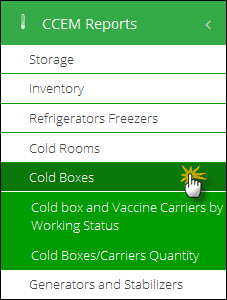 CCEM Reports
Storage
Inventory
Refrigerators Freezers
Cold Rooms
Cold Boxes
Cold box and Vaccine Carriers by
Working Status
Cold Boxes/Carriers Quantity
Generators and Stabilizers